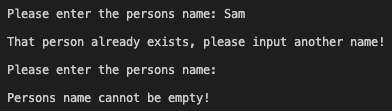 Please enter the persons name: Sam
That person already exists, please input another name!
Please enter the persons name:
Persons name cannot be empty!